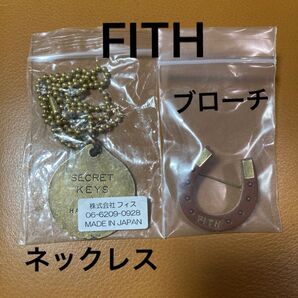 FITH
ブローチ
SECRET
KEYS
株式会社 フィス
06-6209-0928
MADE IN JAPAN
FITH
ネックレス